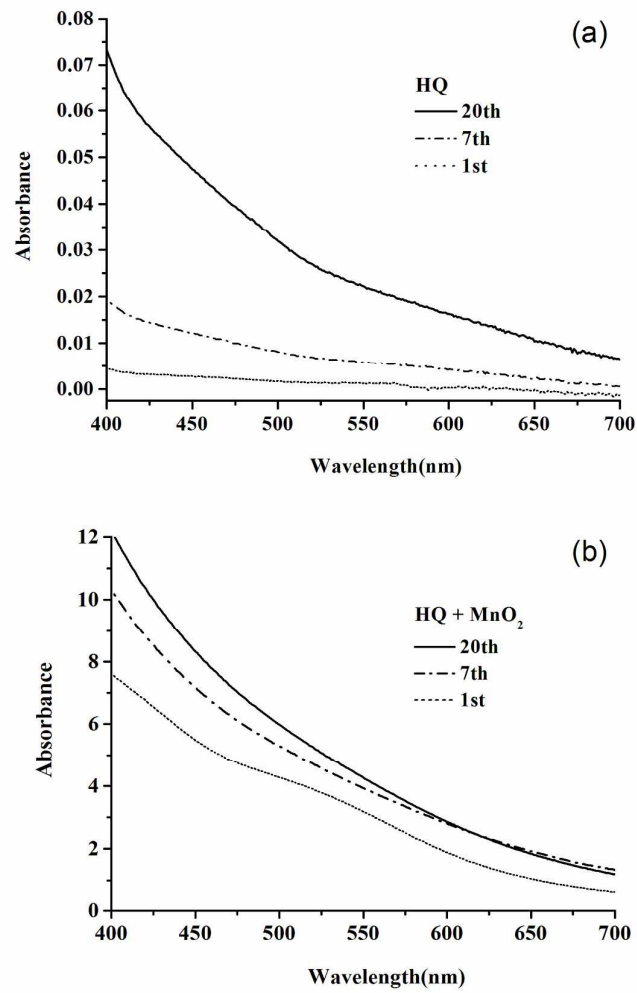 (a)
HQ
20th
7th
1st
0.08
0.07
0.06
0.05
0.04
0.03
0.02
0.01
0.00
Absorbance
400 450 500 550 600 650 700
Wavelength(nm)
(b)
HQ + MnO₂
20th
7th
1st
12
10
8
6
4
2
0
Absorbance
400 450 500 550 600 650 700
Wavelength(nm)